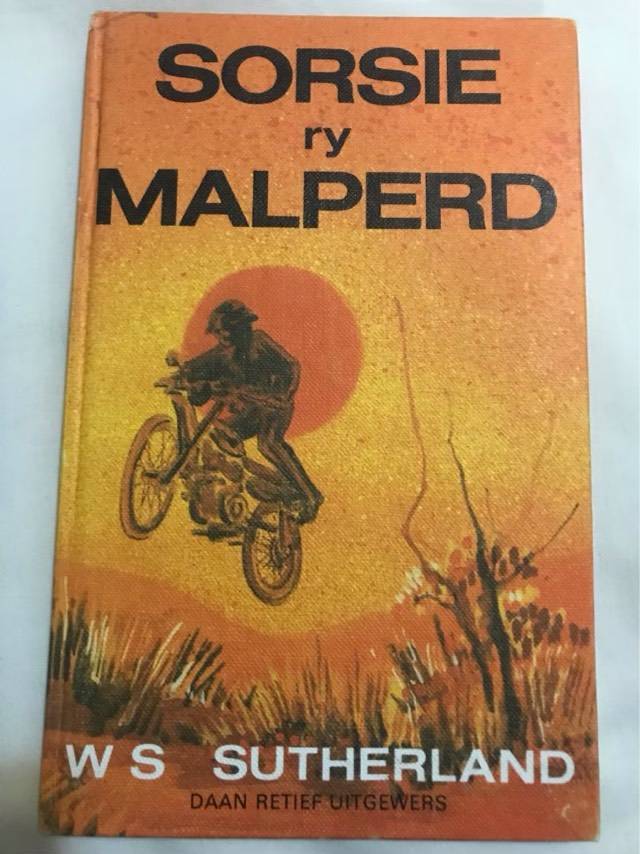 SORSIE
ry
MALPERD
W S SUTHERLAND
DAAN RETIEF UITGEWERS